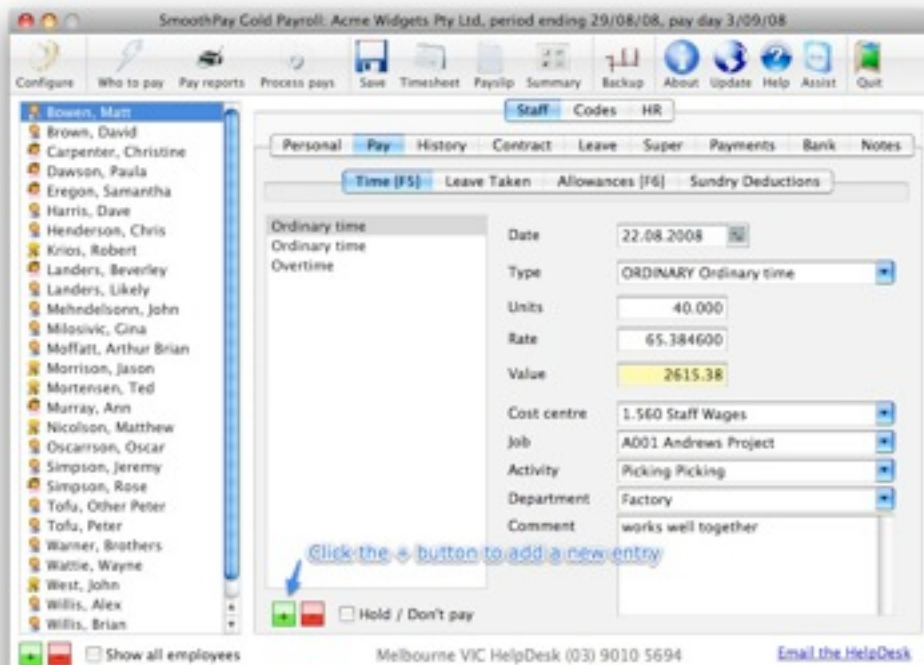 SmoothPay Gold Payroll: Acme Widgets Pty Ltd, period ending 29/08/08, pay day 3/09/08
Configure Who to pay Pay reports Process pays Save Timesheet Payslip Summary Backup About Update Help Assist Quit
Staff Codes HR
Personal Pay History Contract Leave Super Payments Bank Notes
Time [F5] Leave Taken Allowances [F6] Sundry Deductions
Bowen, Matt
Brown, David
Carpenter, Christine
Dawson, Paula
Eregon, Samantha
Harris, Dave
Henderson, Chris
Krios, Robert
Landers, Beverley
Landers, Likely
Mehndelsonn, John
Milosivic, Gina
Moffatt, Arthur Brian
Morrison, Jason
Mortensen, Ted
Murray, Ann
Nicolson, Matthew
Oscarrson, Oscar
Simpson, Jeremy
Simpson, Rose
Tofu, Other Peter
Tofu, Peter
Warner, Brothers
Wattie, Wayne
West, John
Willis, Alex
Willis, Brian
Show all employees
Ordinary time
Ordinary time
Overtime
Click the + button to add a new entry
Hold / Don't pay
Date 22.08.2008
Type ORDINARY Ordinary time
Units 40.000
Rate 65.384600
Value 2615.38
Cost centre 1.560 Staff Wages
Job A001 Andrews Project
Activity Picking Picking
Department Factory
Comment works well together
Melbourne VIC HelpDesk (03) 9010 5694
Email the HelpDesk